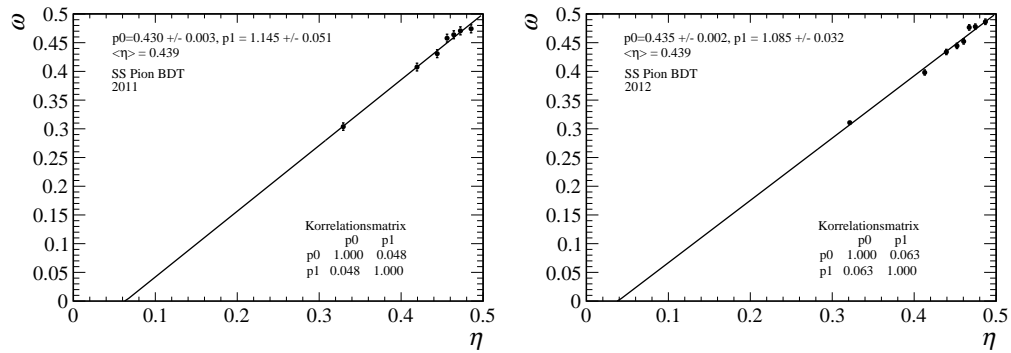 ω
0.5
0.45
0.4
0.35
0.3
0.25
0.2
0.15
0.1
0.05
0
p0=0.430 +/- 0.003, p1 = 1.145 +/- 0.051
<η> = 0.439
SS Pion BDT
2011
Korrelationsmatrix
p0 p1
p0 1.000 0.048
p1 0.048 1.000
0 0.1 0.2 0.3 0.4 0.5
η
ω
0.5
0.45
0.4
0.35
0.3
0.25
0.2
0.15
0.1
0.05
0
p0=0.435 +/- 0.002, p1 = 1.085 +/- 0.032
<η> = 0.439
SS Pion BDT
2012
Korrelationsmatrix
p0 p1
p0 1.000 0.063
p1 0.063 1.000
0 0.1 0.2 0.3 0.4 0.5
η